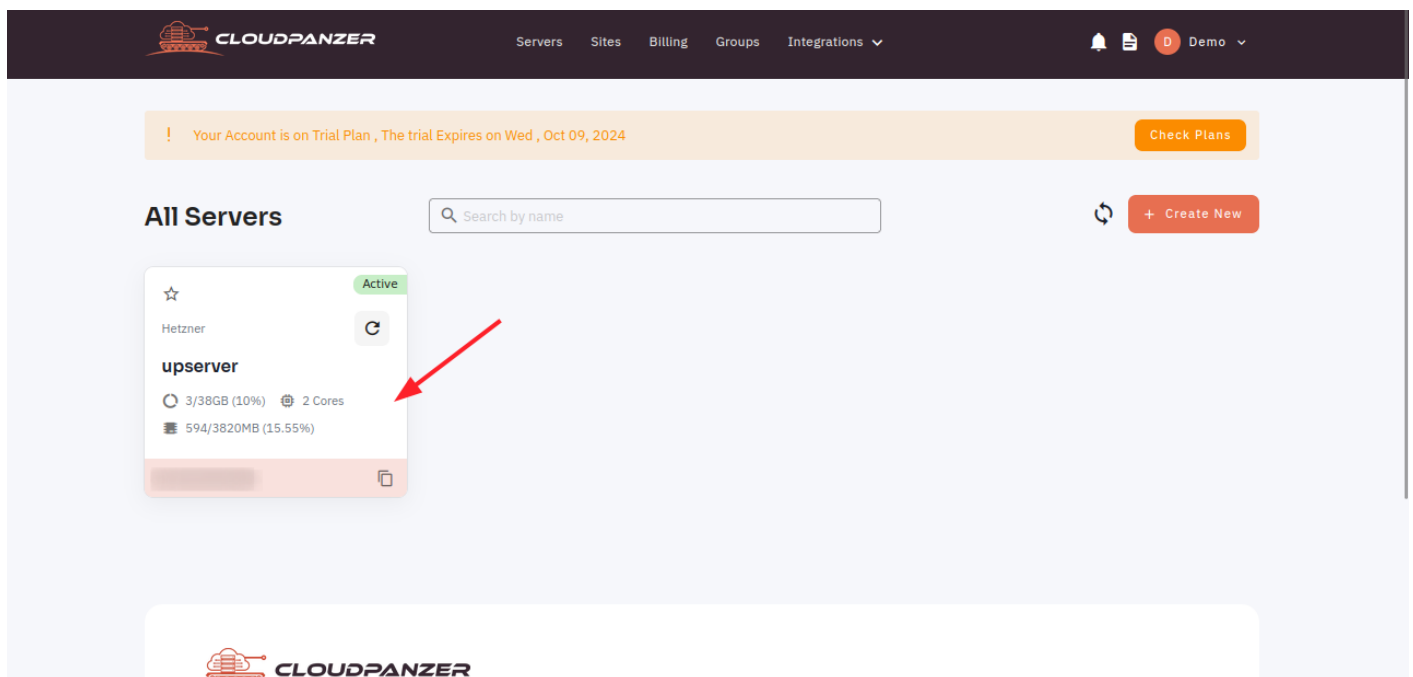 CLOUDPANZER Servers Sites Billing Groups Integrations D Demo
! Your Account is on Trial Plan , The trial Expires on Wed , Oct 09, 2024 Check Plans
All Servers Search by name + Create New
Active
Hetzner
upserver
3/38GB (10%) 2 Cores
594/3820MB (15.55%)
CLOUDPANZER